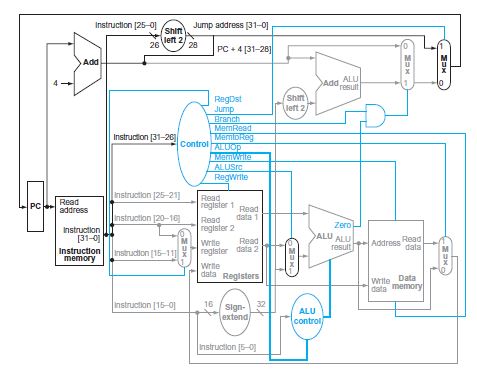 Instruction [25–0]
Shift
left 2
Jump address [31–0]
26
28
PC + 4 [31–28]
Add
4
0
M
u
x
1
1
M
u
x
0
Add
ALU
result
Shift
left 2
RegDst
Jump
Branch
MemRead
MemtoReg
ALUOp
MemWrite
ALUSrc
RegWrite
Instruction [31–26]
Control
PC
Read
address
Instruction
[31–0]
Instruction
memory
Instruction [25–21]
Instruction [20–16]
Instruction [15–11]
0
M
u
x
1
Read
register 1
Read
register 2
Write
register
Write
data
Read
data 1
Read
data 2
Registers
0
M
u
x
1
Zero
ALU
ALU
result
Address
Read
data
Write
data
Data
memory
1
M
u
x
0
Instruction [15–0]
16
Sign-
extend
32
ALU
control
Instruction [5–0]